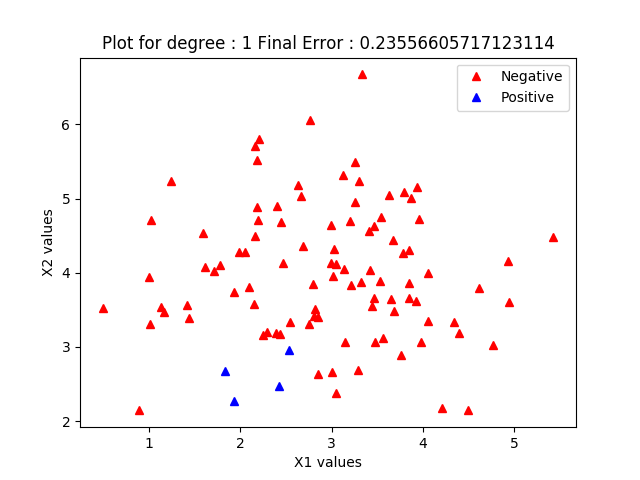 Plot for degree : 1 Final Error : 0.23556605717123114
Negative
Positive
X2 values
6
5
4
3
2
1 2 3 4 5
X1 values